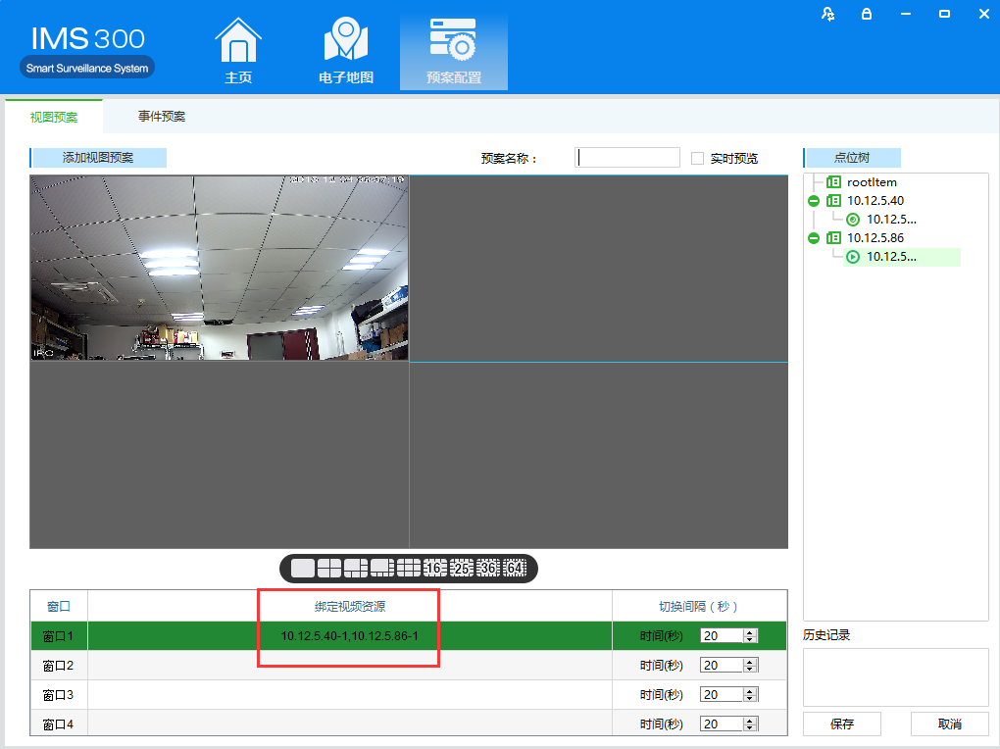 IMS 300
Smart Surveillance System
主页
电子地图
预案配置
视图预案
事件预案
添加视图预案
预案名称：
实时预览
点位树
rootItem
10.12.5.40
10.12.5...
10.12.5.86
10.12.5...
IPC
16 25 36 64
窗口 绑定视频资源 切换间隔（秒）
窗口1 10.12.5.40-1,10.12.5.86-1 时间(秒) 20
窗口2 时间(秒) 20
窗口3 时间(秒) 20
窗口4 时间(秒) 20
历史记录
保存
取消